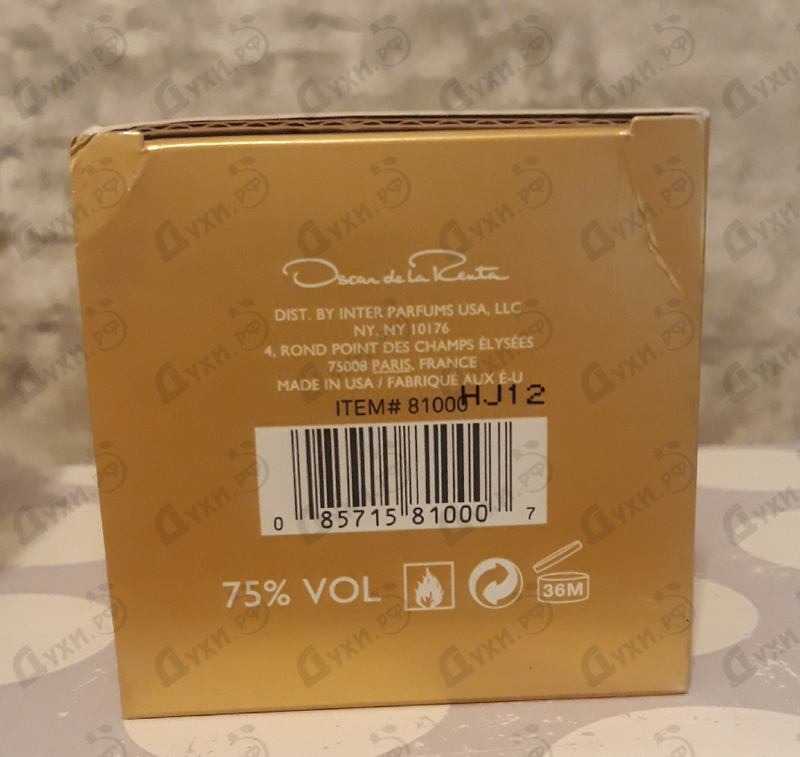 Oscar de la Renta
DIST. BY INTER PARFUMS USA, LLC
NY, NY 10176
4, ROND POINT DES CHAMPS ÉLYSÉES
75008 PARIS, FRANCE
MADE IN USA / FABRIQUE AUX É-U
ITEM# 81000
HJ12
0 85715 81000 7
75% VOL
36M
Духи.рф